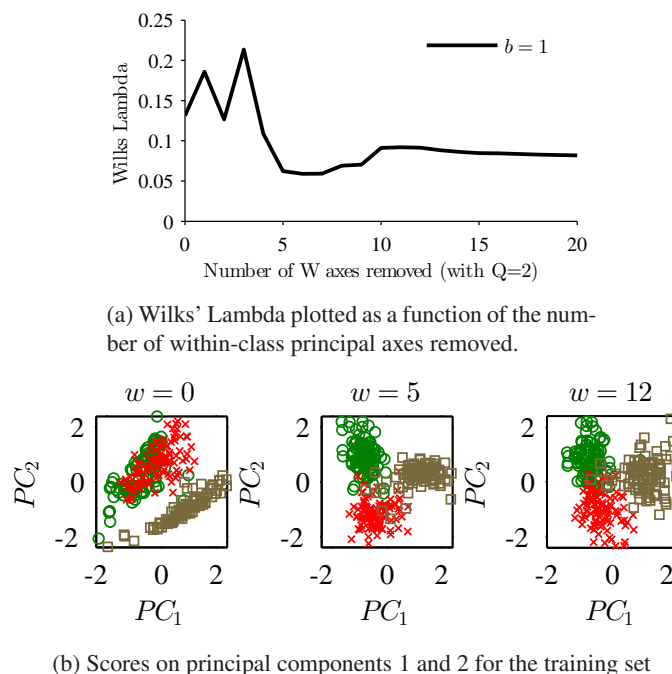 0.25
0.2
0.15
0.1
0.05
0
Wilks Lambda
b = 1
0 5 10 15 20
Number of W axes removed (with Q=2)
(a) Wilks' Lambda plotted as a function of the num-
ber of within-class principal axes removed.
w = 0 w = 5 w = 12
2 2 2
0 0 0
-2 -2 -2
PC2 PC2 PC2
-2 0 2 -2 0 2 -2 0 2
PC1 PC1 PC1
(b) Scores on principal components 1 and 2 for the training set